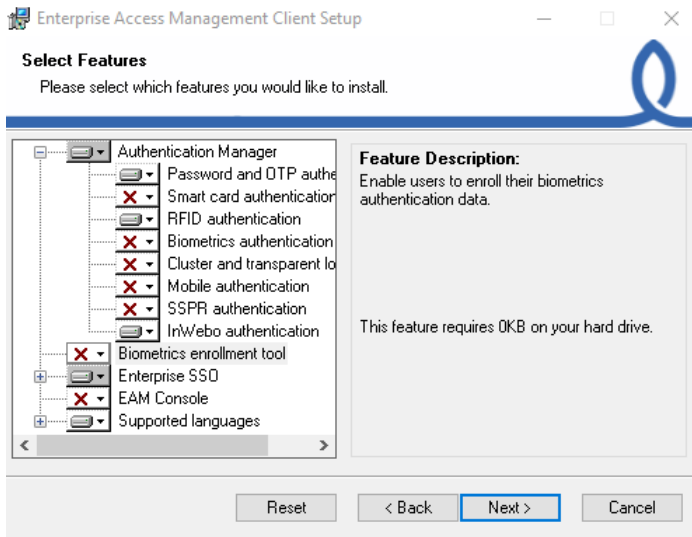 Enterprise Access Management Client Setup
Select Features
Please select which features you would like to install.
Authentication Manager
Password and OTP authe
Smart card authentication
RFID authentication
Biometrics authentication
Cluster and transparent lo
Mobile authentication
SSPR authentication
InWebo authentication
Biometrics enrollment tool
Enterprise SSO
EAM Console
Supported languages
Feature Description:
Enable users to enroll their biometrics
authentication data.
This feature requires 0KB on your hard drive.
Reset
< Back
Next >
Cancel